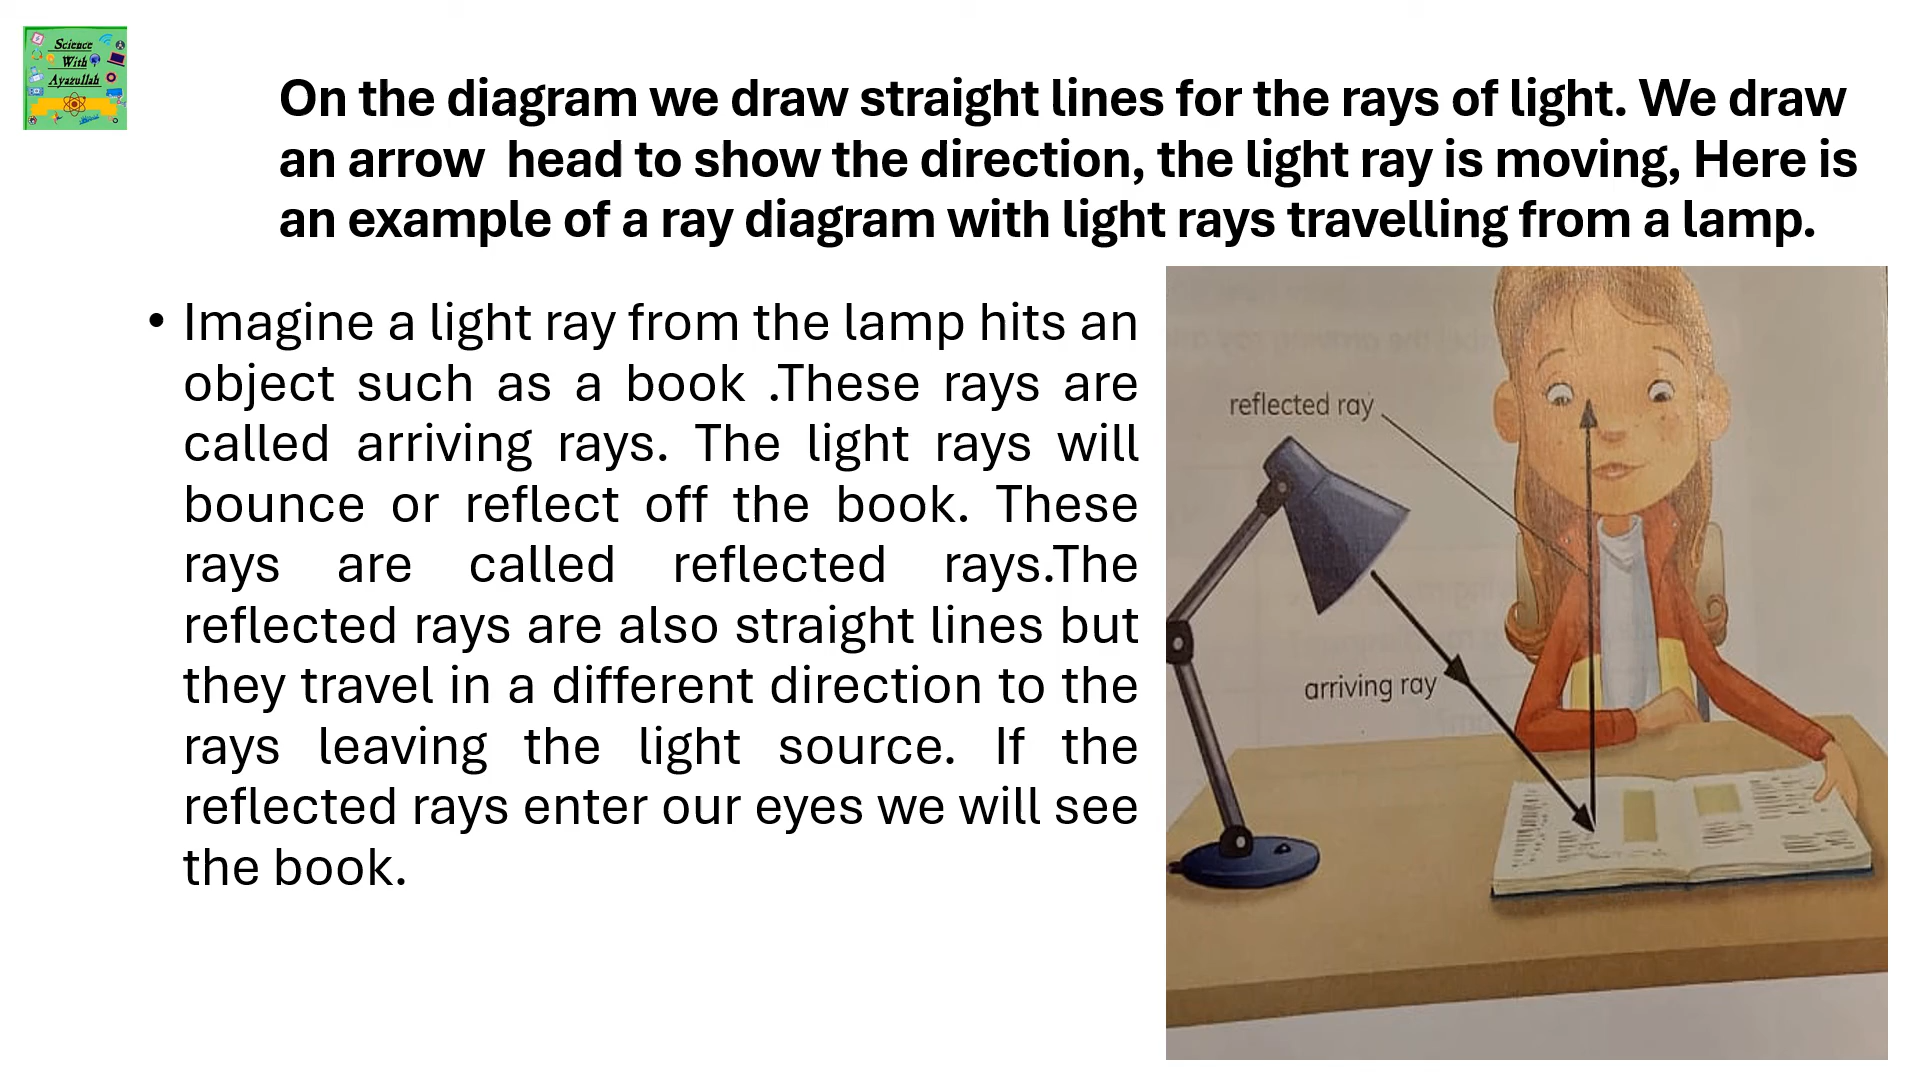 Science
With
Ayazullah
On the diagram we draw straight lines for the rays of light. We draw
an arrow  head to show the direction, the light ray is moving, Here is
an example of a ray diagram with light rays travelling from a lamp.
• Imagine a light ray from the lamp hits an
object such as a book .These rays are
called arriving rays. The light rays will
bounce or reflect off the book. These
rays are called reflected rays.The
reflected rays are also straight lines but
they travel in a different direction to the
rays leaving the light source. If the
reflected rays enter our eyes we will see
the book.
reflected ray
arriving ray